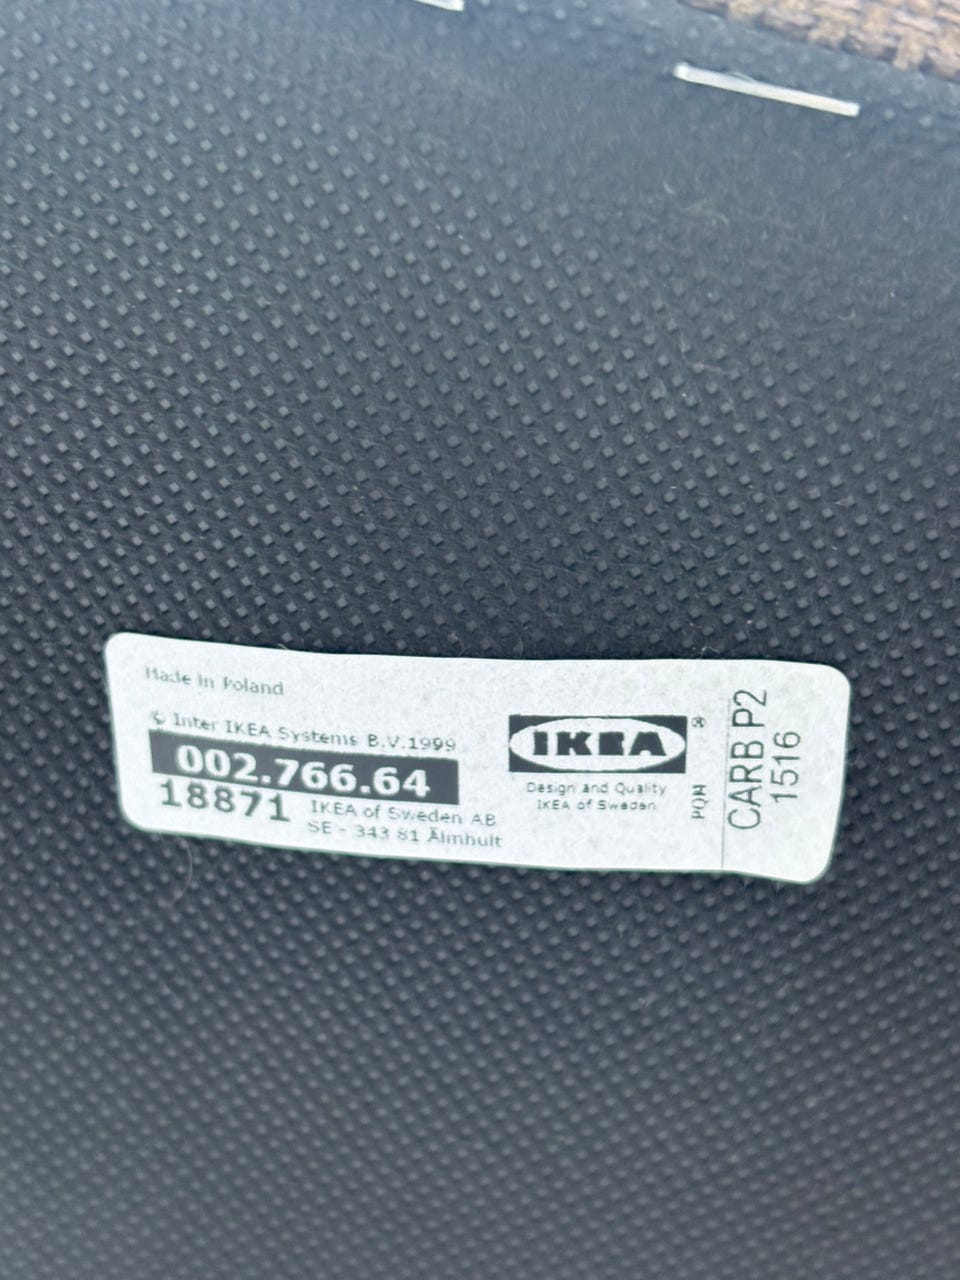 Made in Poland
© Inter IKEA Systems B.V.1999
002.766.64
18871
IKEA of Sweden AB
SE - 343 81 Älmhult
IKEA®
Design and Quality
IKEA of Sweden
PQN
CARB P2
1516